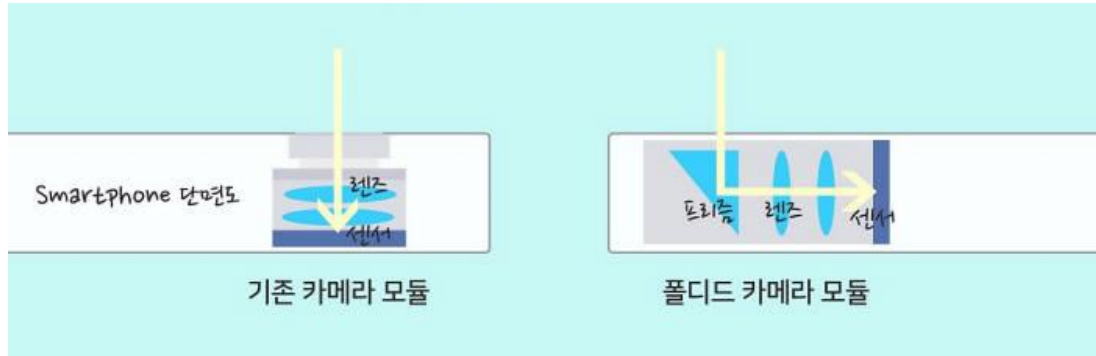 Smartphone 단면도
렌즈
센서
기존 카메라 모듈
프리즘
렌즈
센서
폴디드 카메라 모듈